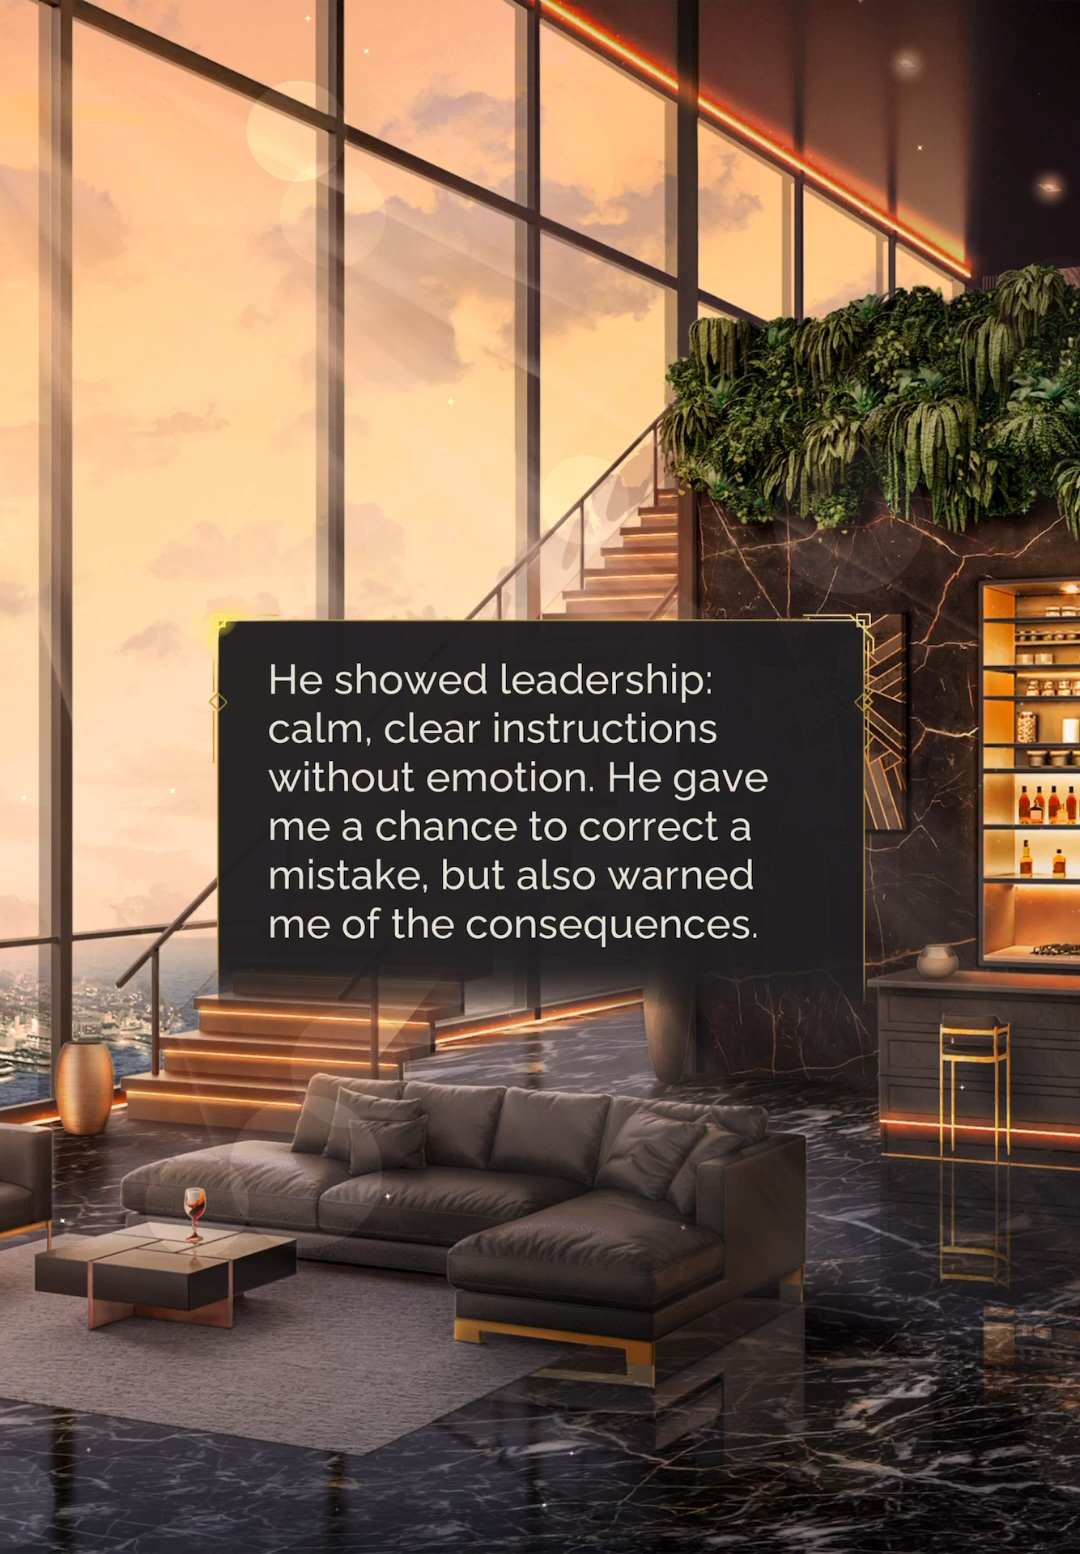 He showed leadership:
calm, clear instructions
without emotion. He gave
me a chance to correct a
mistake, but also warned
me of the consequences.